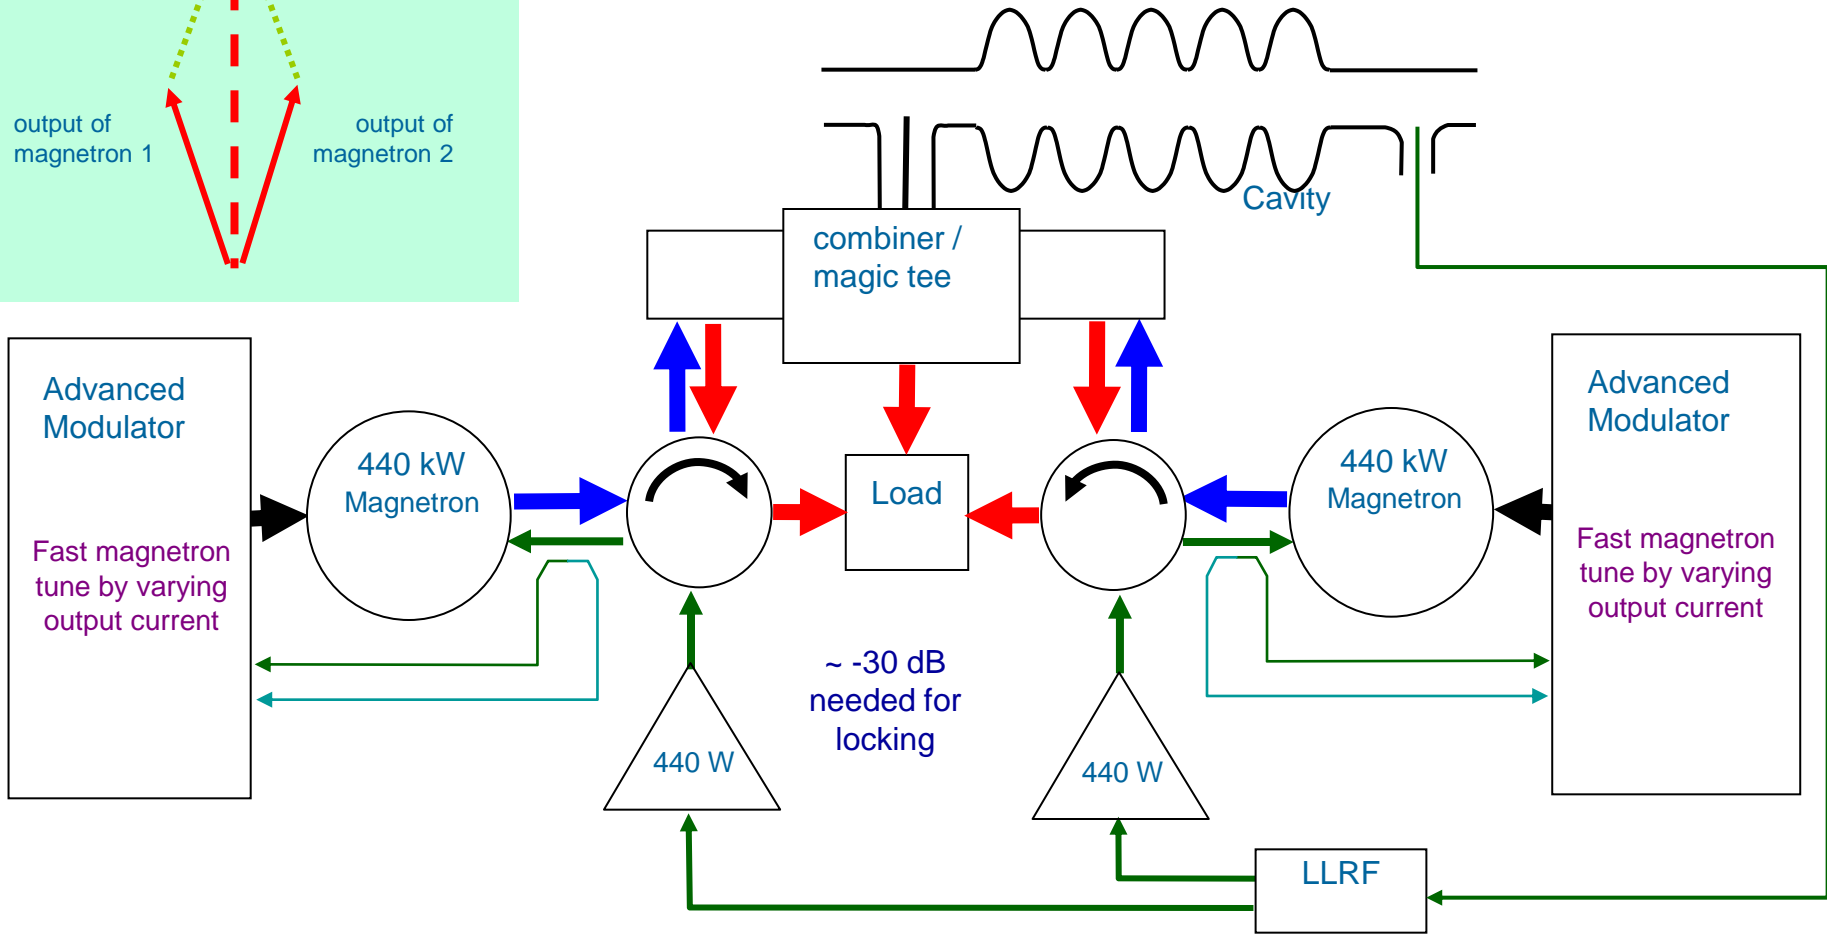 output of
magnetron 1
output of
magnetron 2
Cavity
combiner /
magic tee
Advanced
Modulator
Fast magnetron
tune by varying
output current
440 kW
Magnetron
Load
440 kW
Magnetron
Advanced
Modulator
Fast magnetron
tune by varying
output current
~ -30 dB
needed for
locking
440 W
440 W
LLRF